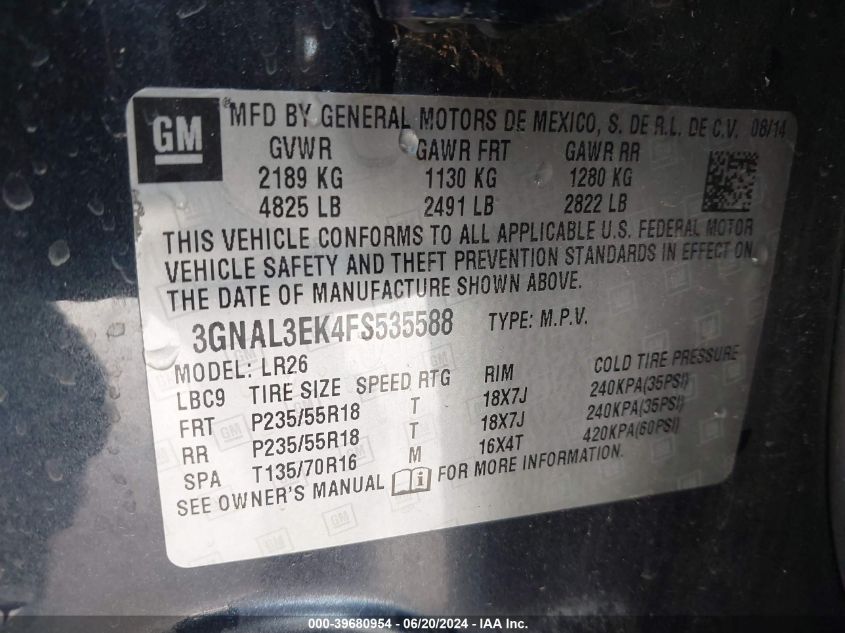 GM
® MFD BY GENERAL MOTORS DE MEXICO, S. DE R.L. DE C.V. 08/14
GVWR GAWR FRT GAWR RR
2189 KG 1130 KG 1280 KG
4825 LB 2491 LB 2822 LB
THIS VEHICLE CONFORMS TO ALL APPLICABLE U.S. FEDERAL MOTOR
VEHICLE SAFETY AND THEFT PREVENTION STANDARDS IN EFFECT ON
THE DATE OF MANUFACTURE SHOWN ABOVE.
3GNAL3EK4FS535588 TYPE: M.P.V.
MODEL: LR26
LBC9 TIRE SIZE SPEED RTG RIM COLD TIRE PRESSURE
FRT P235/55R18 T 18X7J 240KPA(35PSI)
RR P235/55R18 T 18X7J 240KPA(35PSI)
SPA T135/70R16 M 16X4T 420KPA(60PSI)
SEE OWNER'S MANUAL FOR MORE INFORMATION.
000-39680954 - 06/20/2024 - IAAI.com